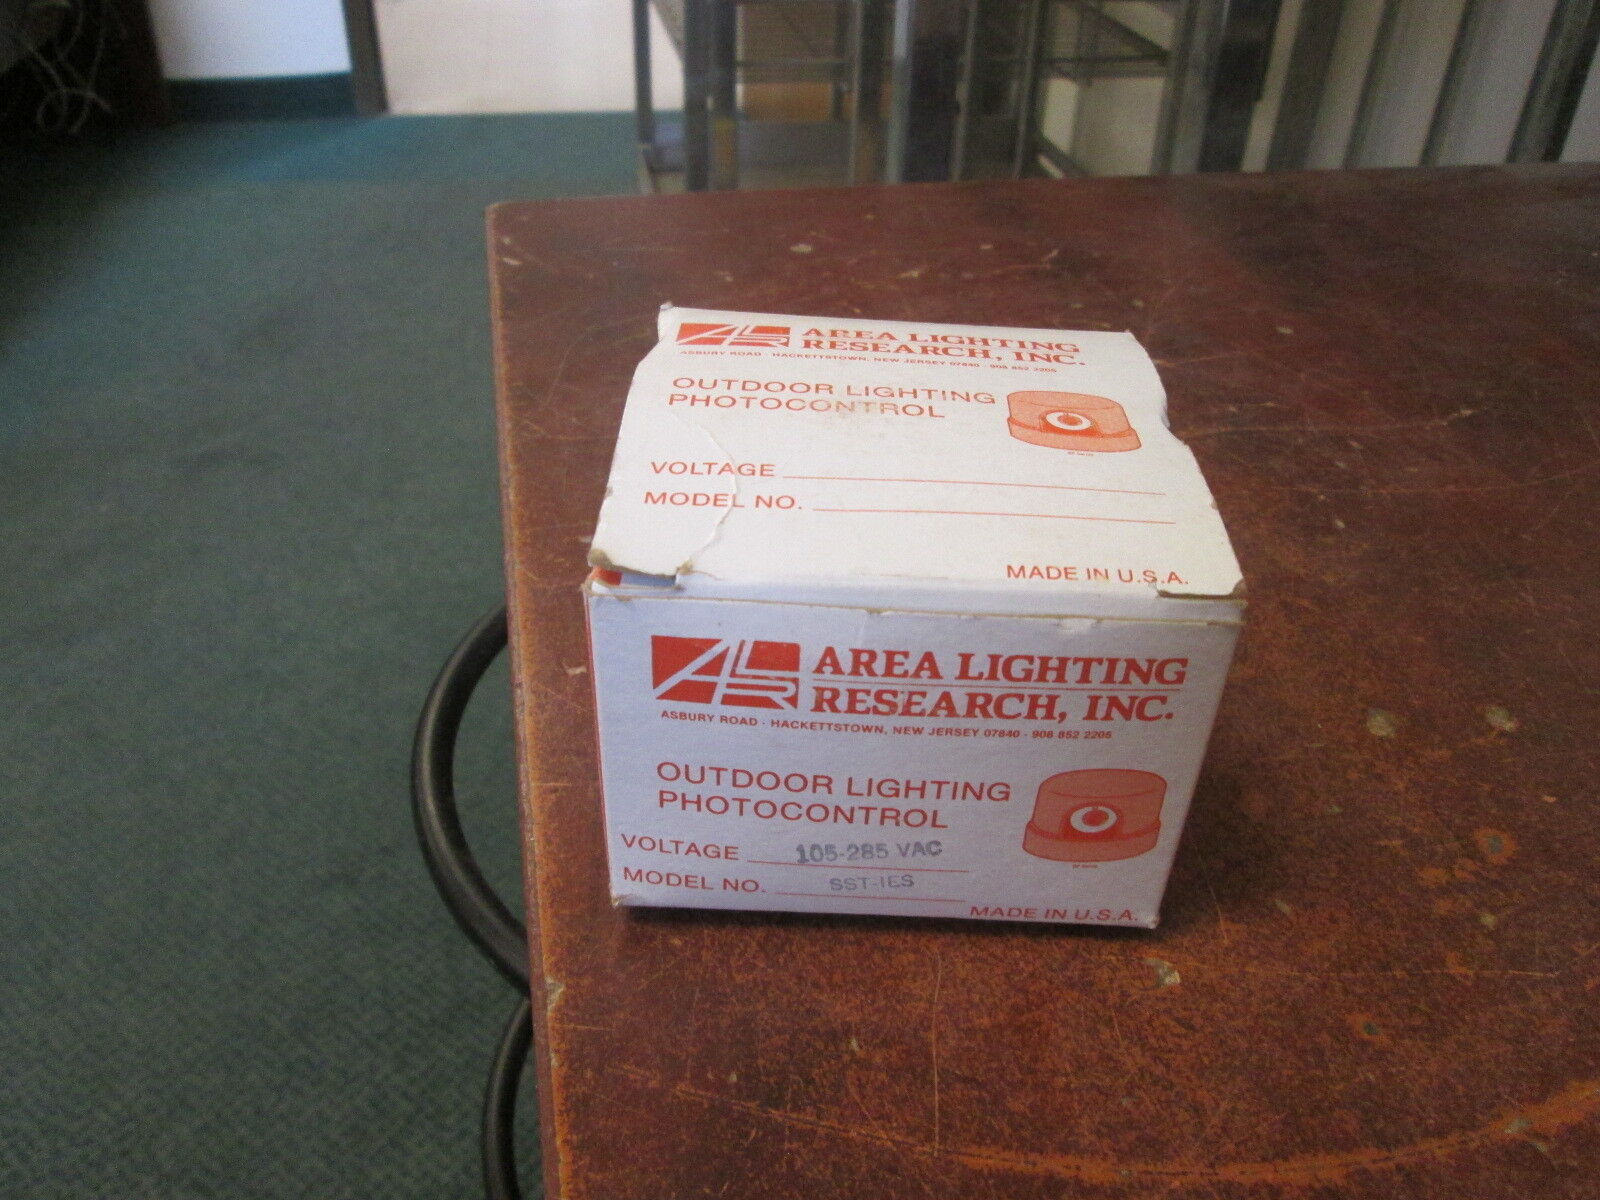 ALR AREA LIGHTING
RESEARCH, INC.
ASBURY ROAD · HACKETTSTOWN, NEW JERSEY 07840 · 908 852 2205
OUTDOOR LIGHTING
PHOTOCONTROL
VOLTAGE
MODEL NO.
MADE IN U.S.A.
ALR AREA LIGHTING
RESEARCH, INC.
ASBURY ROAD · HACKETTSTOWN, NEW JERSEY 07840 · 908 852 2205
OUTDOOR LIGHTING
PHOTOCONTROL
VOLTAGE 105-285 VAC
MODEL NO. SST-IES
MADE IN U.S.A.